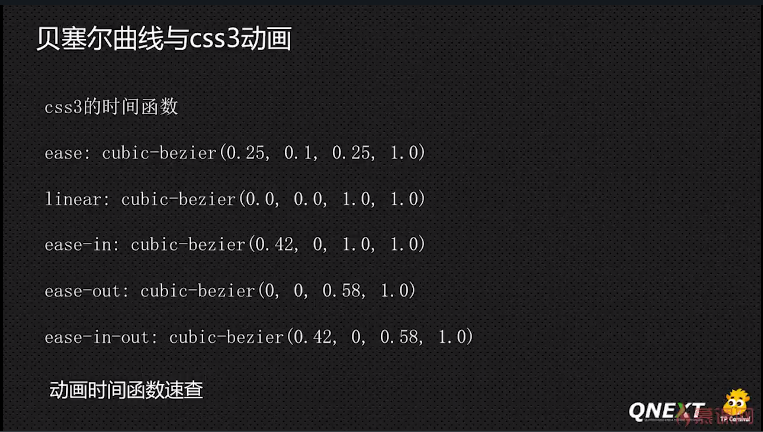 贝塞尔曲线与css3动画
css3的时间函数
ease: cubic-bezier(0.25, 0.1, 0.25, 1.0)
linear: cubic-bezier(0.0, 0.0, 1.0, 1.0)
ease-in: cubic-bezier(0.42, 0, 1.0, 1.0)
ease-out: cubic-bezier(0, 0, 0.58, 1.0)
ease-in-out: cubic-bezier(0.42, 0, 0.58, 1.0)
动画时间函数速查
QNEXT
TP Carnival